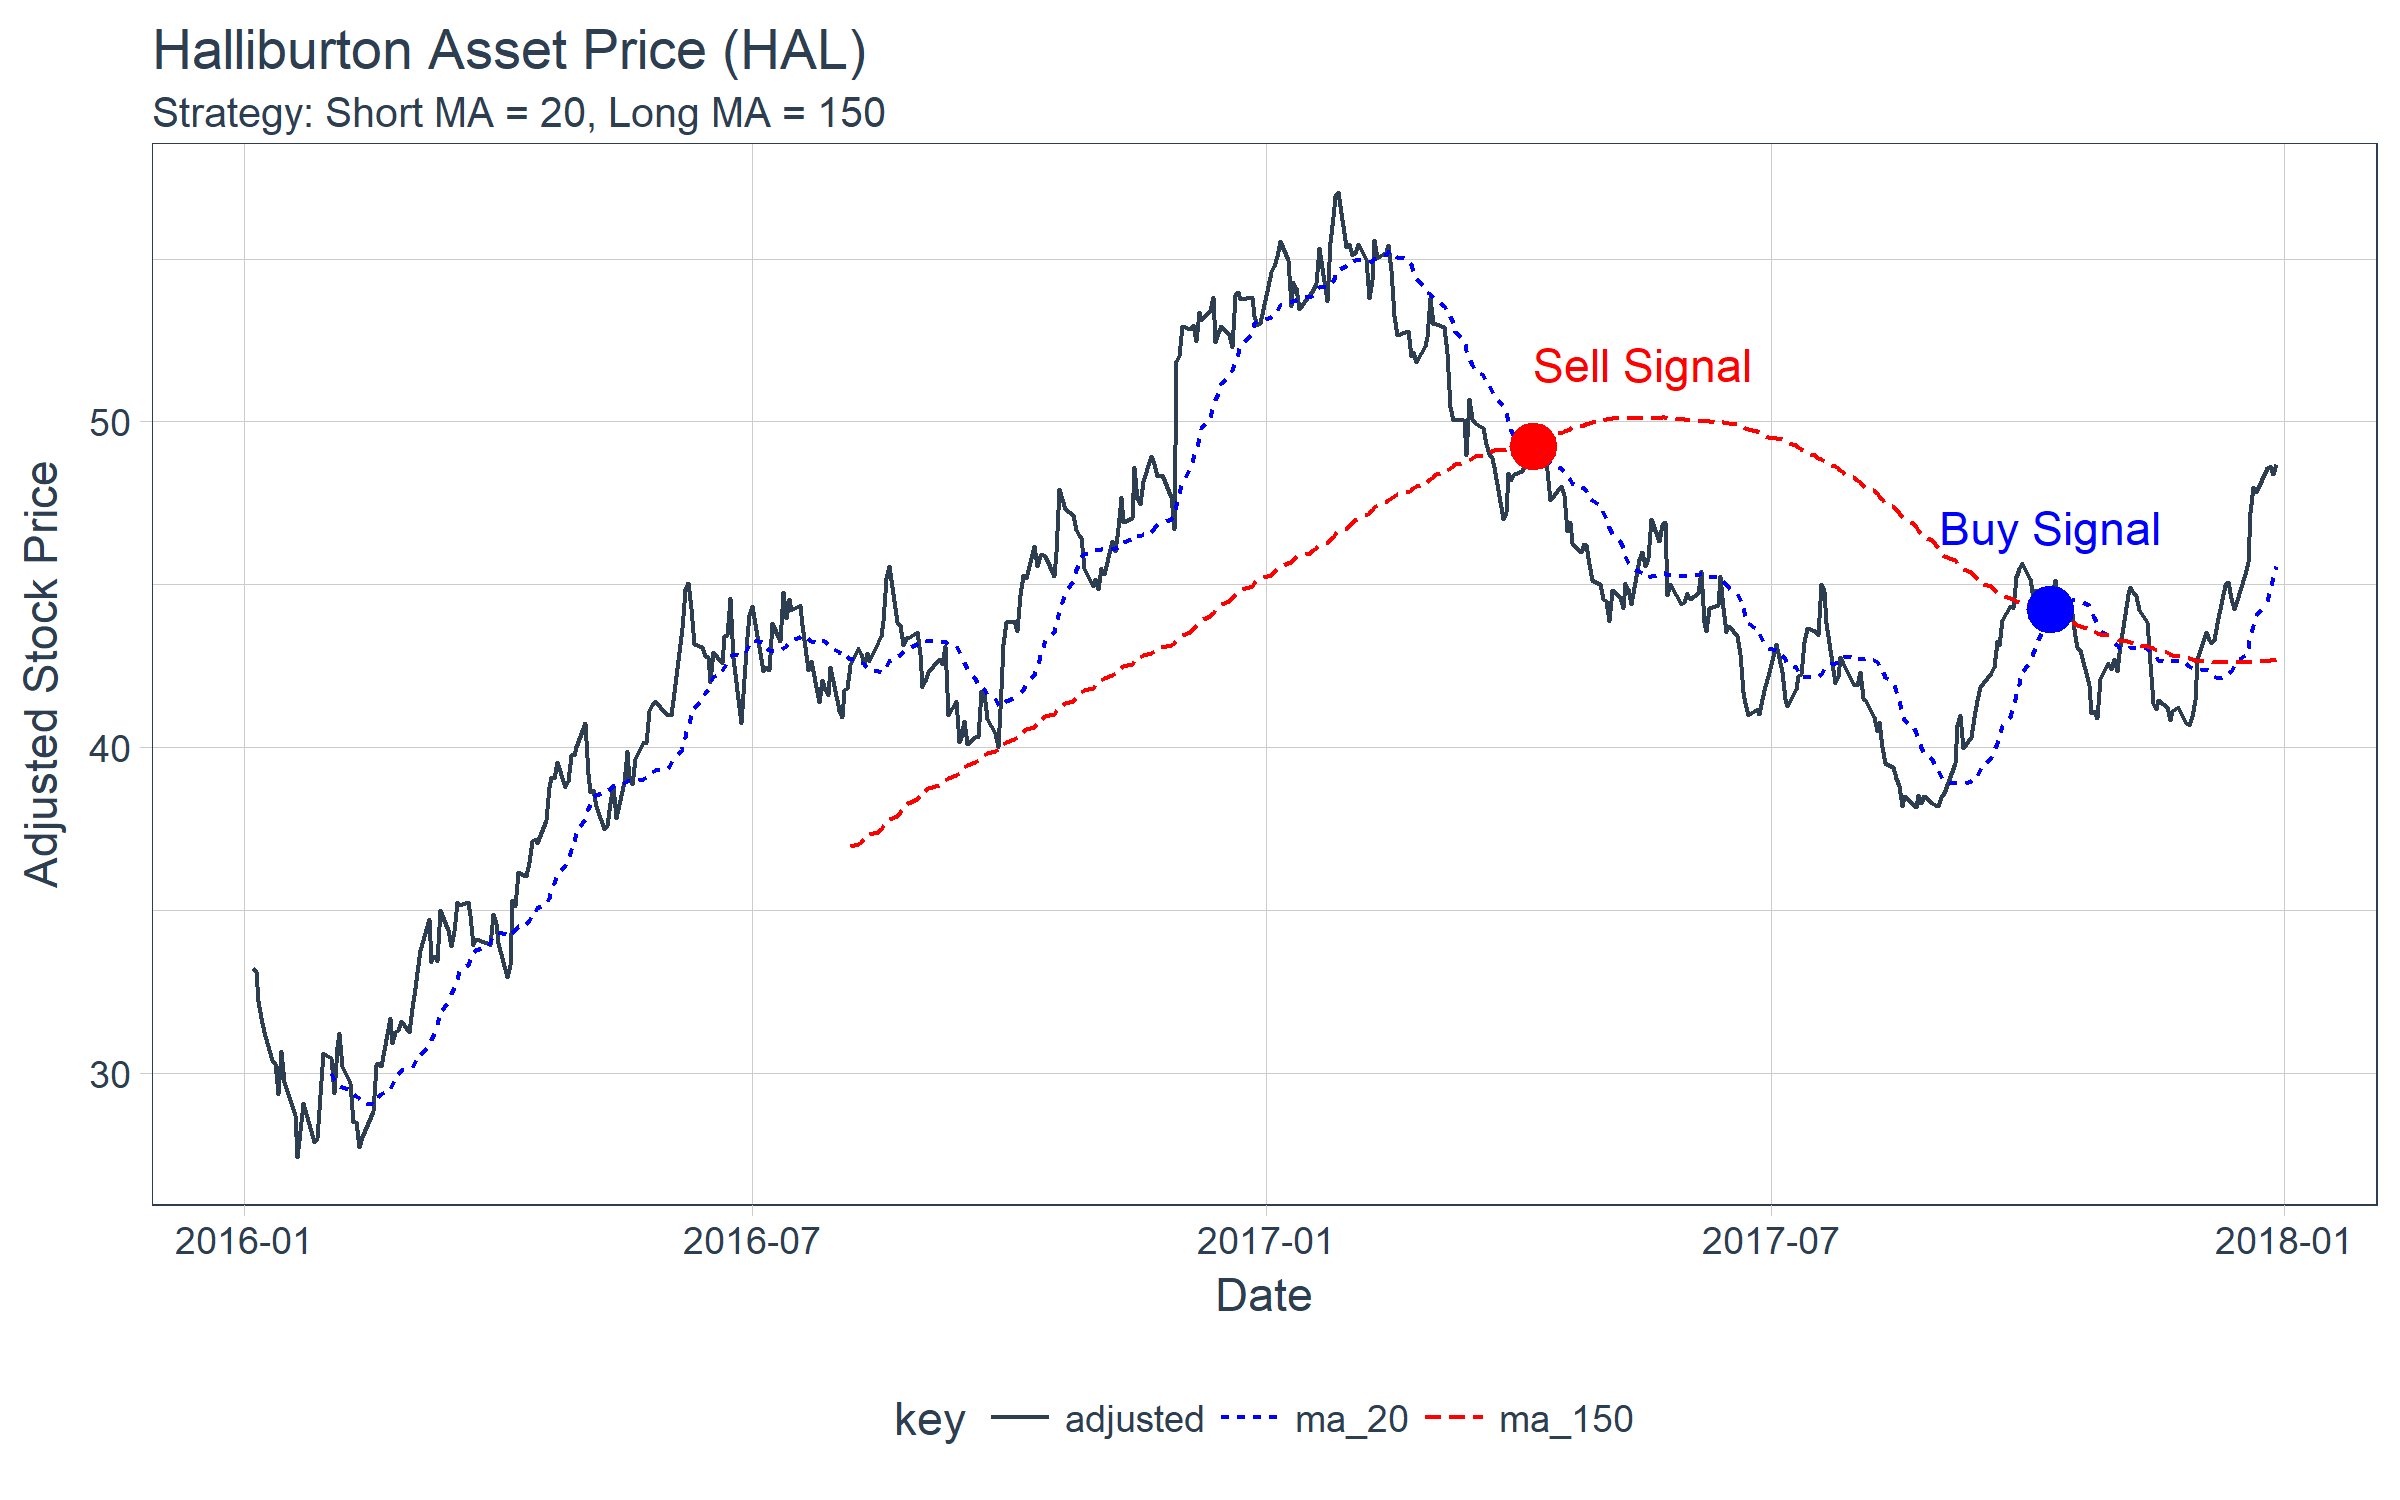 Halliburton Asset Price (HAL)
Strategy: Short MA = 20, Long MA = 150
Adjusted Stock Price
50
40
30
Sell Signal
Buy Signal
2016-01
2016-07
2017-01
2017-07
2018-01
Date
key
adjusted
ma_20
ma_150